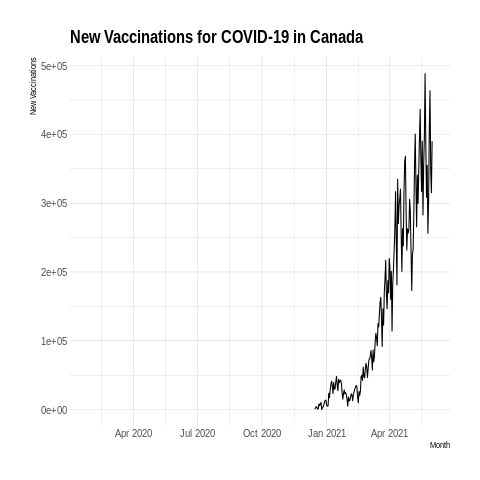 New Vaccinations for COVID-19 in Canada
New Vaccinations
5e+05
4e+05
3e+05
2e+05
1e+05
0e+00
Apr 2020 Jul 2020 Oct 2020 Jan 2021 Apr 2021
Month